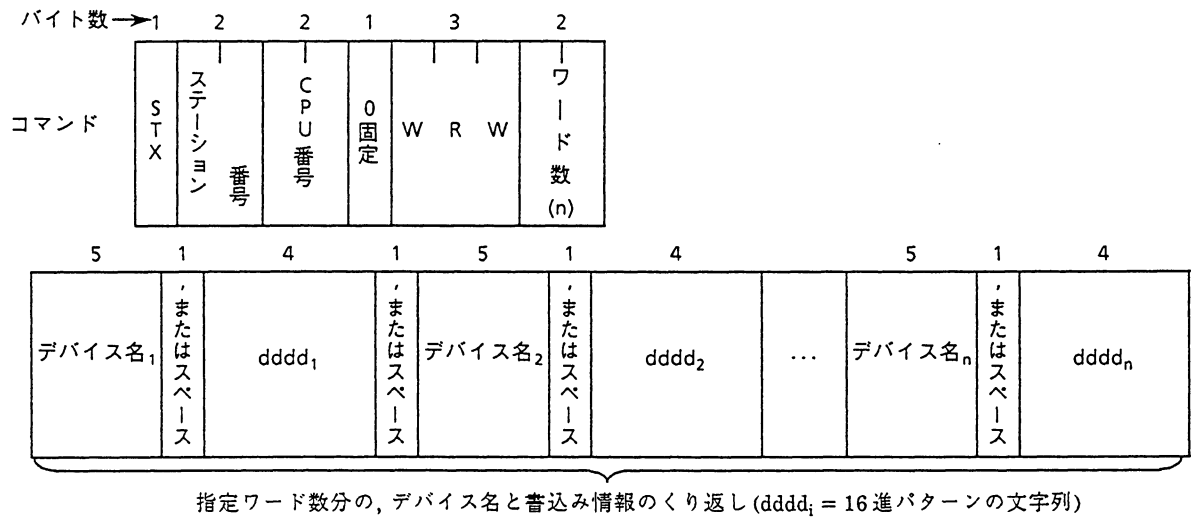 バイト数→ 1 2 2 1 3 2
コマンド STX ステーション番号 CPU番号 0固定 W R W ワード数(n)
5 1 4 1 5 1 4 5 1 4
デバイス名₁ ,またはスペース dddd₁ ,またはスペース デバイス名₂ ,またはスペース dddd₂ ... デバイス名ₙ ,またはスペース ddddₙ
指定ワード数分の, デバイス名と書込み情報のくり返し(ddddᵢ = 16進パターンの文字列)